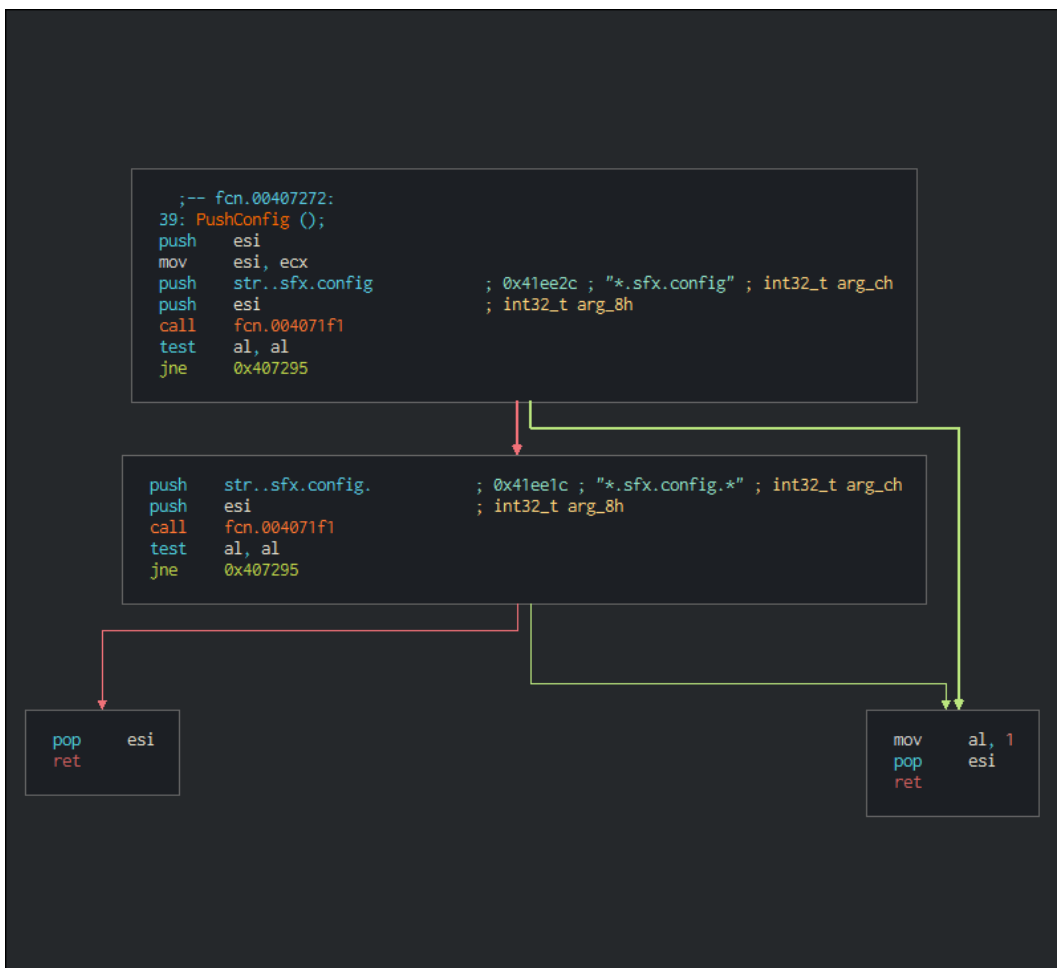 ;-- fcn.00407272:
39: PushConfig ();
push esi
mov esi, ecx
push str..sfx.config ; 0x41ee2c ; "*.sfx.config" ; int32_t arg_ch
push esi ; int32_t arg_8h
call fcn.004071f1
test al, al
jne 0x407295
push str..sfx.config. ; 0x41ee1c ; "*.sfx.config.*" ; int32_t arg_ch
push esi ; int32_t arg_8h
call fcn.004071f1
test al, al
jne 0x407295
pop esi
ret
mov al, 1
pop esi
ret